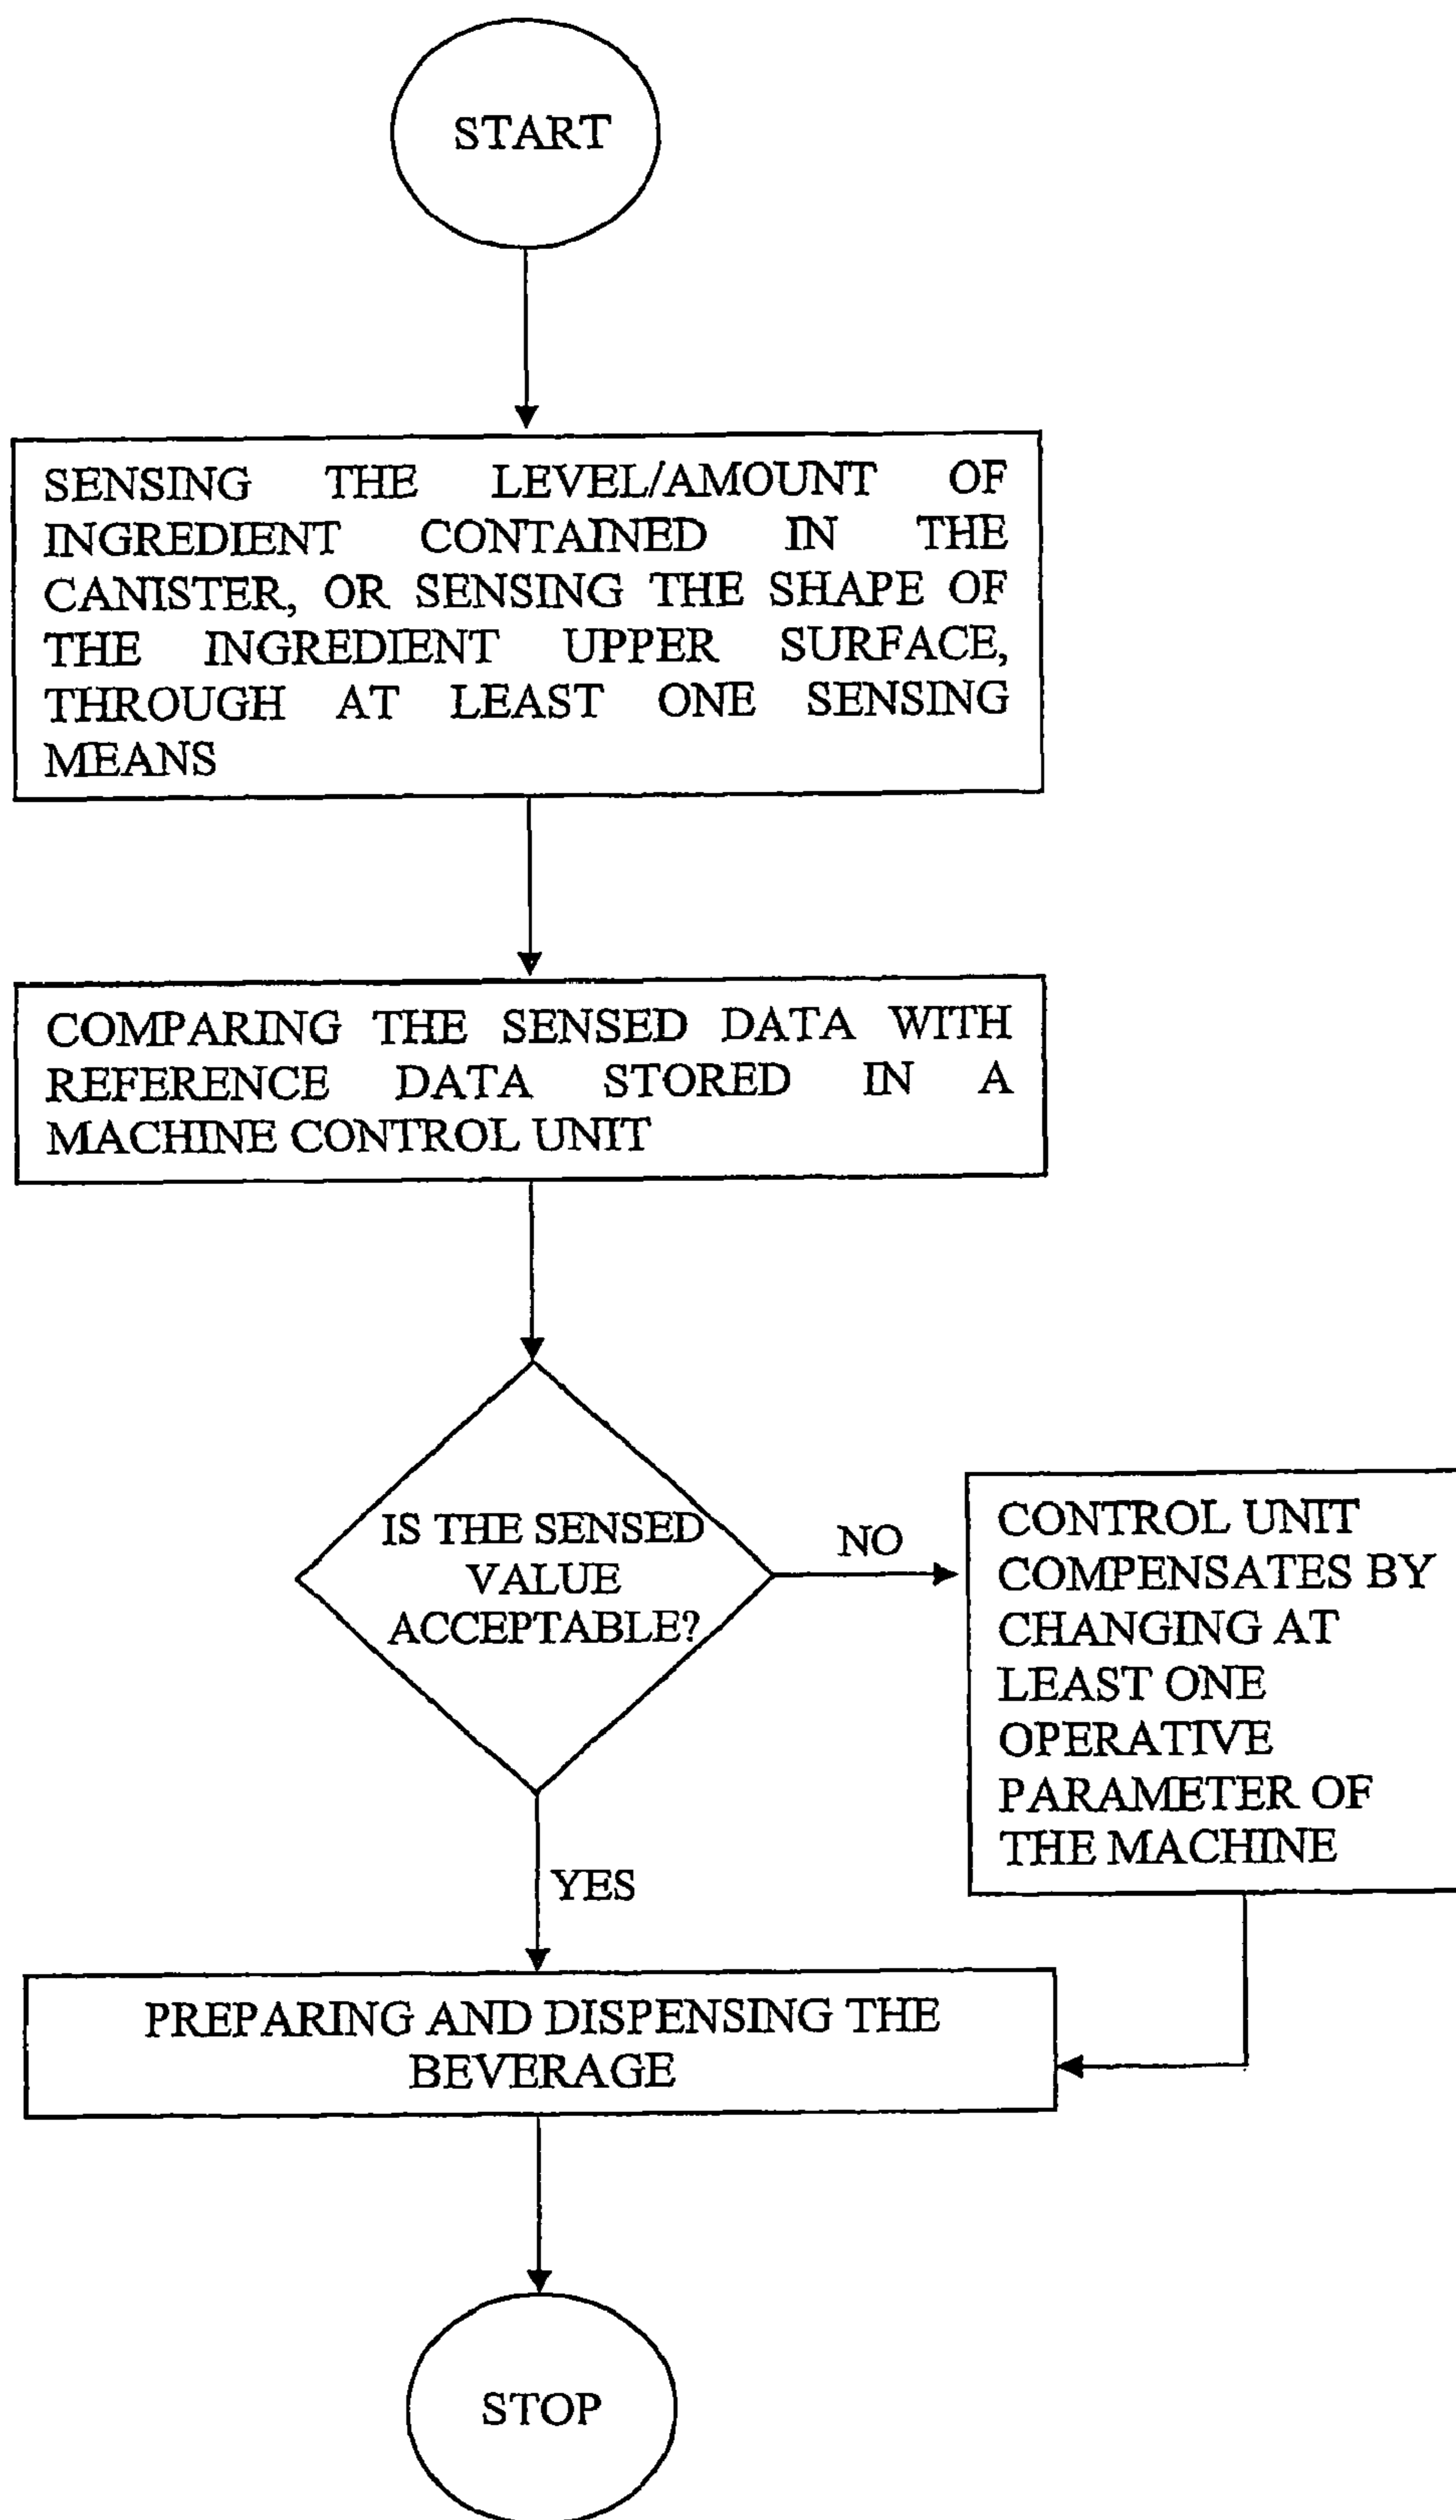 START
SENSING THE LEVEL/AMOUNT OF
INGREDIENT CONTAINED IN THE
CANISTER, OR SENSING THE SHAPE OF
THE INGREDIENT UPPER SURFACE,
THROUGH AT LEAST ONE SENSING
MEANS
COMPARING THE SENSED DATA WITH
REFERENCE DATA STORED IN A
MACHINE CONTROL UNIT
IS THE SENSED
VALUE
ACCEPTABLE?
NO
CONTROL UNIT
COMPENSATES BY
CHANGING AT
LEAST ONE
OPERATIVE
PARAMETER OF
THE MACHINE
YES
PREPARING AND DISPENSING THE
BEVERAGE
STOP